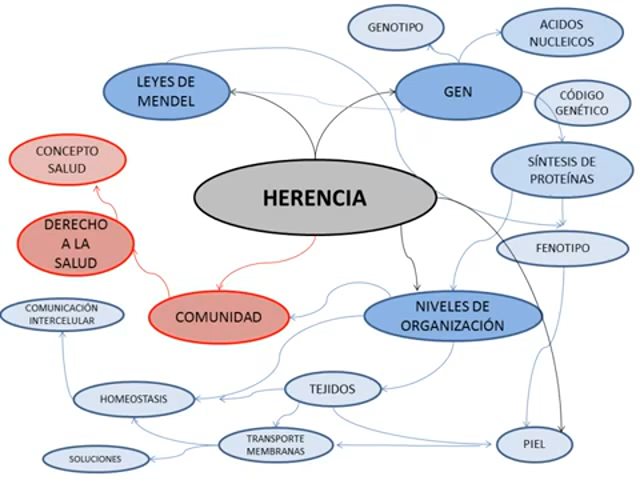 GENOTIPO
ACIDOS
NUCLEICOS
LEYES DE
MENDEL
GEN
CÓDIGO
GENÉTICO
CONCEPTO
SALUD
SÍNTESIS DE
PROTEÍNAS
HERENCIA
DERECHO
A LA
SALUD
FENOTIPO
COMUNICACIÓN
INTERCELULAR
COMUNIDAD
NIVELES DE
ORGANIZACIÓN
HOMEOSTASIS
TEJIDOS
TRANSPORTE
MEMBRANAS
PIEL
SOLUCIONES